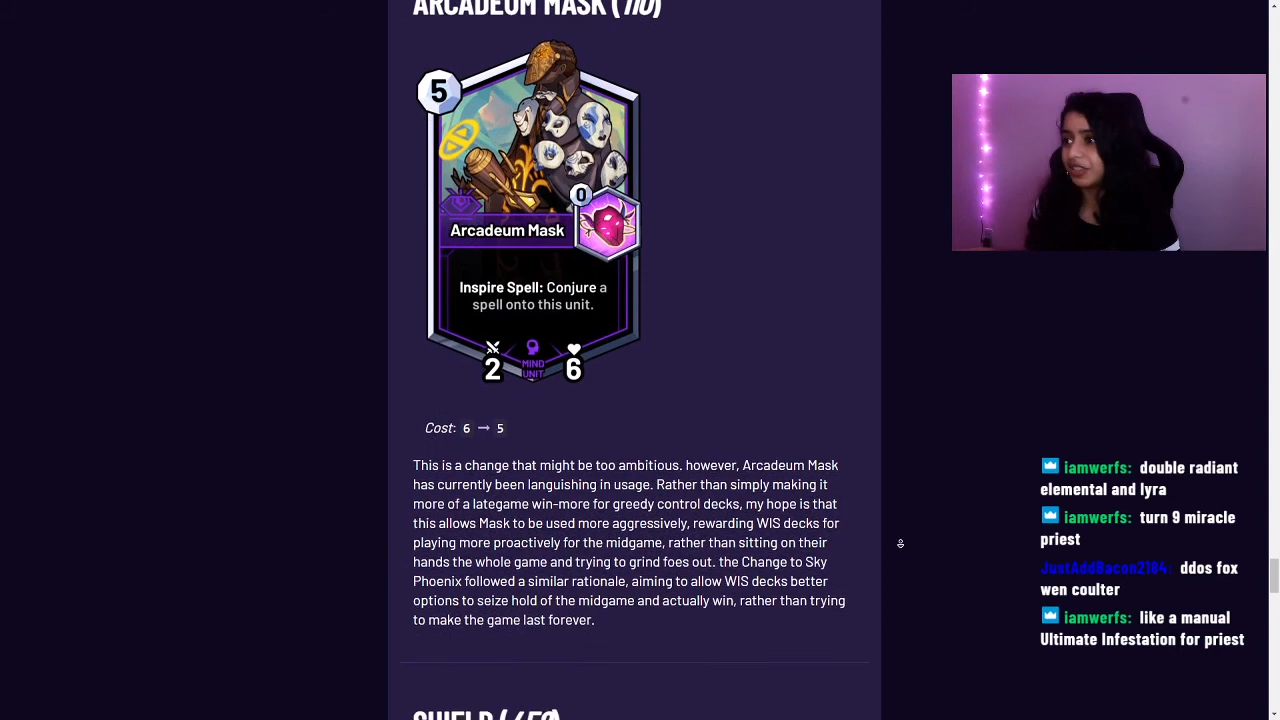 ARCADEUM MASK (110)
5
0
Arcadeum Mask
Inspire Spell: Conjure a
spell onto this unit.
2
MIND
UNIT
6
Cost: 6 → 5
This is a change that might be too ambitious. however, Arcadeum Mask
has currently been languishing in usage. Rather than simply making it
more of a lategame win-more for greedy control decks, my hope is that
this allows Mask to be used more aggressively, rewarding WIS decks for
playing more proactively for the midgame, rather than sitting on their
hands the whole game and trying to grind foes out. the Change to Sky
Phoenix followed a similar rationale, aiming to allow WIS decks better
options to seize hold of the midgame and actually win, rather than trying
to make the game last forever.
iamwerfs: double radiant
elemental and lyra
iamwerfs: turn 9 miracle
priest
JustAddBacon2184: ddos fox
wen coulter
iamwerfs: like a manual
Ultimate Infestation for priest